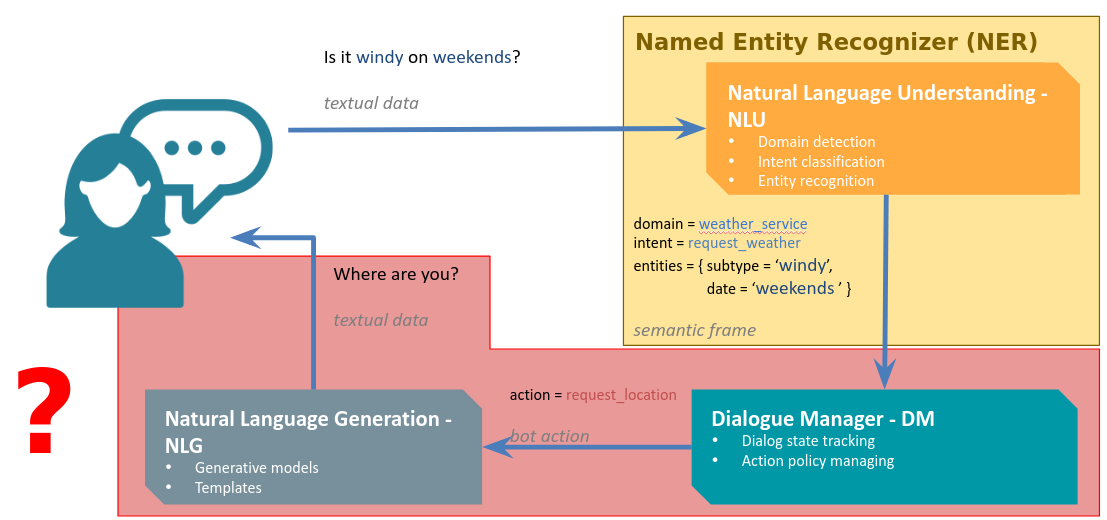 Named Entity Recognizer (NER)
Is it windy on weekends?
textual data
Natural Language Understanding -
NLU
• Domain detection
• Intent classification
• Entity recognition
domain = weather_service
intent = request_weather
entities = { subtype = ‘windy’,
date = ‘weekends ’ }
semantic frame
Where are you?
textual data
?
action = request_location
bot action
Natural Language Generation -
NLG
• Generative models
• Templates
Dialogue Manager - DM
• Dialog state tracking
• Action policy managing